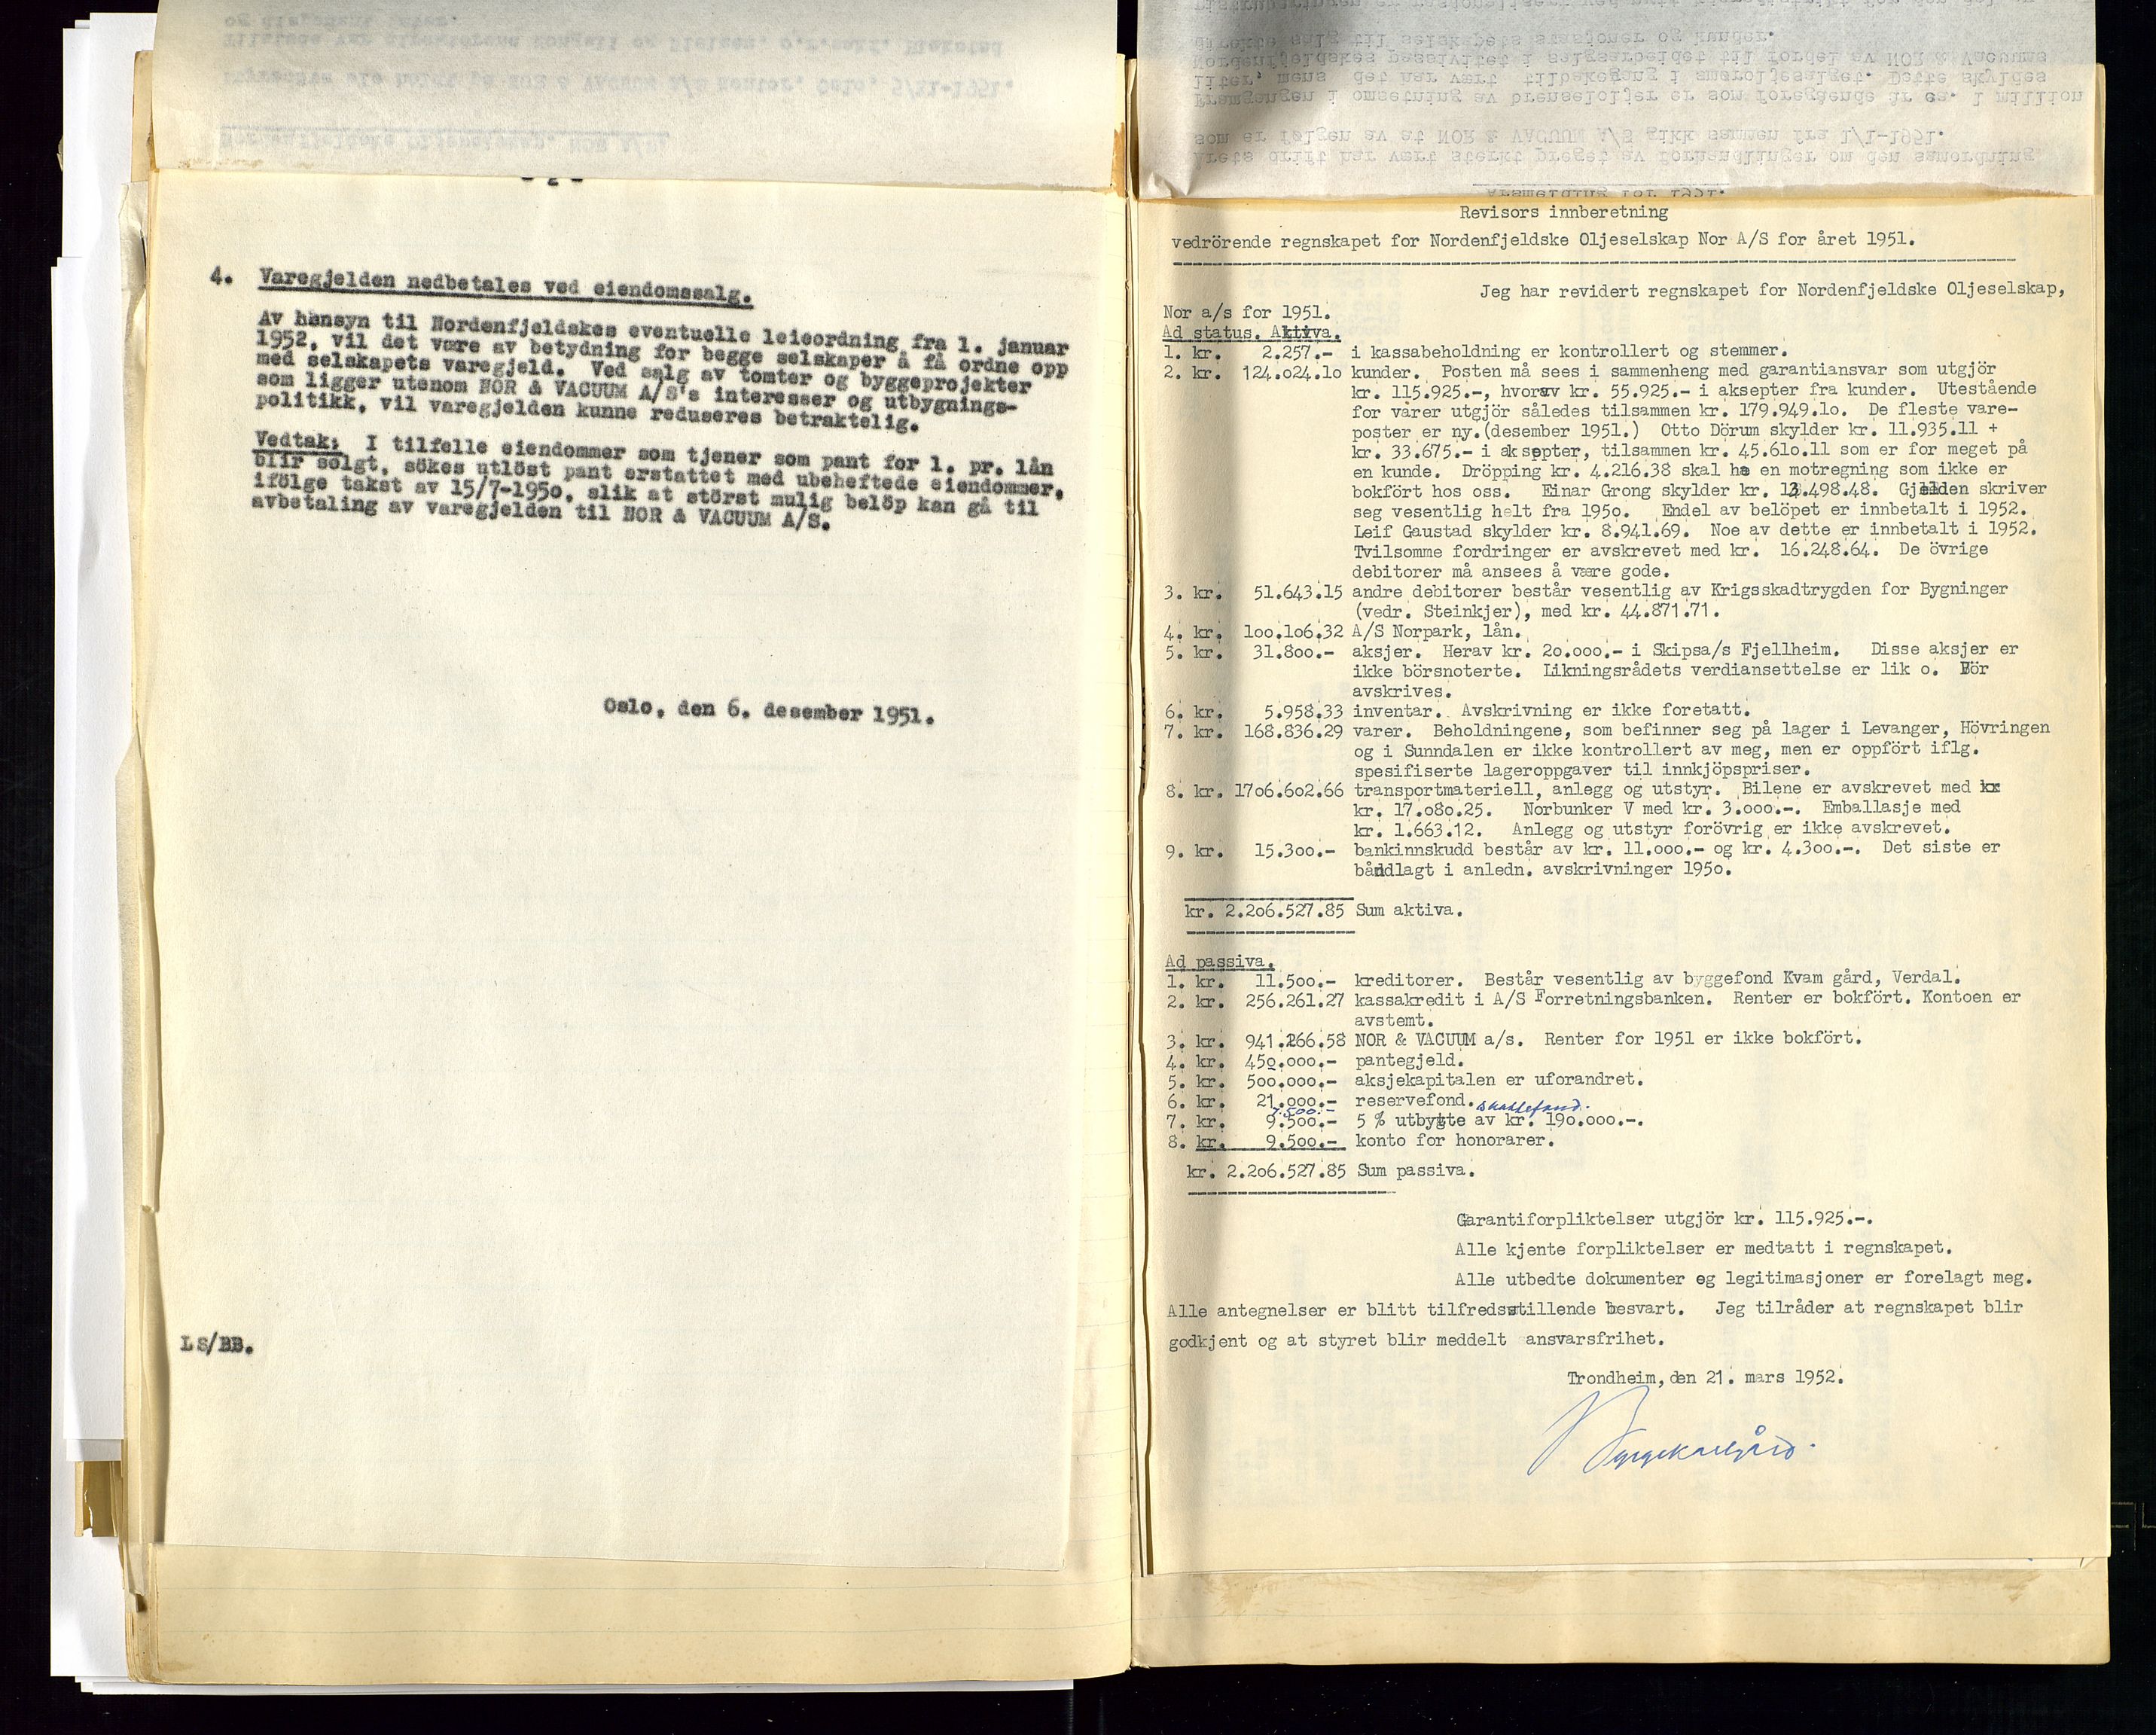 - 2 -
4. Varegjelden nedbetales ved eiendomssalg.
Av hensyn til Nordenfjeldskes eventuelle leieordning fra 1. januar
1952, vil det være av betydning for begge selskaper å få ordne opp
med selskapets varegjeld. Ved salg av tomter og byggeprojekter
som ligger utenom NOR & VACUUM A/S's interesser og utbygnings-
politikk, vil varegjelden kunne reduseres betraktelig.
Vedtak: I tilfelle eiendommer som tjener som pant for 1. pr. lån
blir solgt, sökes utlöst pant erstattet med ubeheftede eiendommer,
ifölge takst av 15/7-1950, slik at störst mulig belöp kan gå til
avbetaling av varegjelden til NOR & VACUUM A/S.
Oslo, den 6. desember 1951.
LS/BB.
Revisors innberetning
vedrörende regnskapet for Nordenfjeldske Oljeselskap Nor A/S for året 1951.
Jeg har revidert regnskapet for Nordenfjeldske Oljeselskap,
Nor a/s for 1951.
Ad status. Aktiva.
1. kr. 2.257.- i kassabeholdning er kontrollert og stemmer.
2. kr. 124.024.10 kunder. Posten må sees i sammenheng med garantiansvar som utgjör
kr. 115.925.-, hvorav kr. 55.925.- i aksepter fra kunder. Utestående
for varer utgjör således tilsammen kr. 179.949.10. De fleste vare-
poster er ny.(desember 1951.) Otto Dörum skylder kr. 11.935.11 +
kr. 33.675.- i aksepter, tilsammen kr. 45.610.11 som er for meget på
en kunde. Dröpping kr. 4.216.38 skal ha en motregning som ikke er
bokfört hos oss. Einar Grong skylder kr. 13.498.48. Gjelden skriver
seg vesentlig helt fra 1950. Endel av belöpet er innbetalt i 1952.
Leif Gaustad skylder kr. 8.941.69. Noe av dette er innbetalt i 1952.
Tvilsomme fordringer er avskrevet med kr. 16.248.64. De övrige
debitorer må ansees å være gode.
3. kr. 51.643.15 andre debitorer består vesentlig av Krigsskadtrygden for Bygninger
(vedr. Steinkjer), med kr. 44.871.71.
4. kr. 100.106.32 A/S Norpark, lån.
5. kr. 31.800.- aksjer. Herav kr. 20.000.- i Skipsa/s Fjellheim. Disse aksjer er
ikke börsnoterte. Likningsrådets verdiansettelse er lik 0. Bör
avskrives.
6. kr. 5.958.33 inventar. Avskrivning er ikke foretatt.
7. kr. 168.836.29 varer. Beholdningene, som befinner seg på lager i Levanger, Hövringen
og i Sunndalen er ikke kontrollert av meg, men er oppfört iflg.
spesifiserte lageroppgaver til innkjöpspriser.
8. kr. 1706.602.66 transportmateriell, anlegg og utstyr. Bilene er avskrevet med kr
kr. 17.080.25. Norbunker V med kr. 3.000.-. Emballasje med
kr. 1.663.12. Anlegg og utstyr forövrig er ikke avskrevet.
9. kr. 15.300.- bankinnskudd består av kr. 11.000.- og kr. 4.300.-. Det siste er
båndlagt i anledn. avskrivninger 1950.
kr. 2.206.527.85 Sum aktiva.
Ad passiva.
1. kr. 11.500.- kreditorer. Består vesentlig av byggefond Kvam gård, Verdal.
2. kr. 256.261.27 kassakredit i A/S Forretningsbanken. Renter er bokfört. Kontoen er
avstemt.
3. kr. 941.266.58 NOR & VACUUM a/s. Renter for 1951 er ikke bokfört.
4. kr. 450.000.- pantegjeld.
5. kr. 500.000.- aksjekapitalen er uforandret.
6. kr. 21.000.- reservefond.
7.500.- skattefond.
7. kr. 9.500.- 5 % utbytte av kr. 190.000.-.
8. kr. 9.500.- konto for honorarer.
kr. 2.206.527.85 Sum passiva.
Garantiforpliktelser utgjör kr. 115.925.-.
Alle kjente forpliktelser er medtatt i regnskapet.
Alle utbedte dokumenter og legitimasjoner er forelagt meg.
Alle antegnelser er blitt tilfredsstillende besvart. Jeg tilråder at regnskapet blir
godkjent og at styret blir meddelt ansvarsfrihet.
Trondheim, den 21. mars 1952.